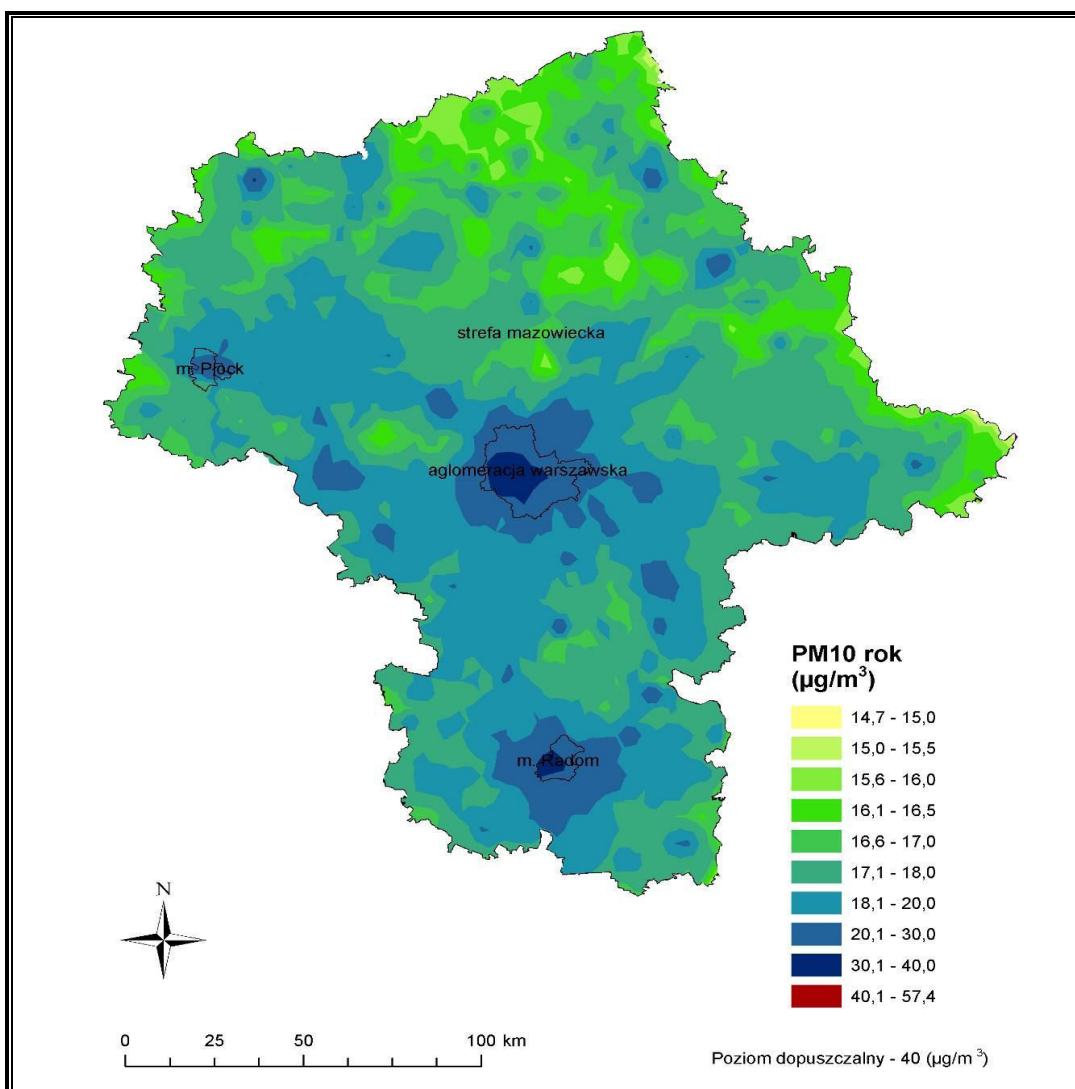 strefa mazowiecka
m. Płock
aglomeracja warszawska
m. Radom
PM10 rok
(µg/m³)
14,7 - 15,0
15,0 - 15,5
15,6 - 16,0
16,1 - 16,5
16,6 - 17,0
17,1 - 18,0
18,1 - 20,0
20,1 - 30,0
30,1 - 40,0
40,1 - 57,4
N
0 25 50 100 km
Poziom dopuszczalny - 40 (µg/m³)